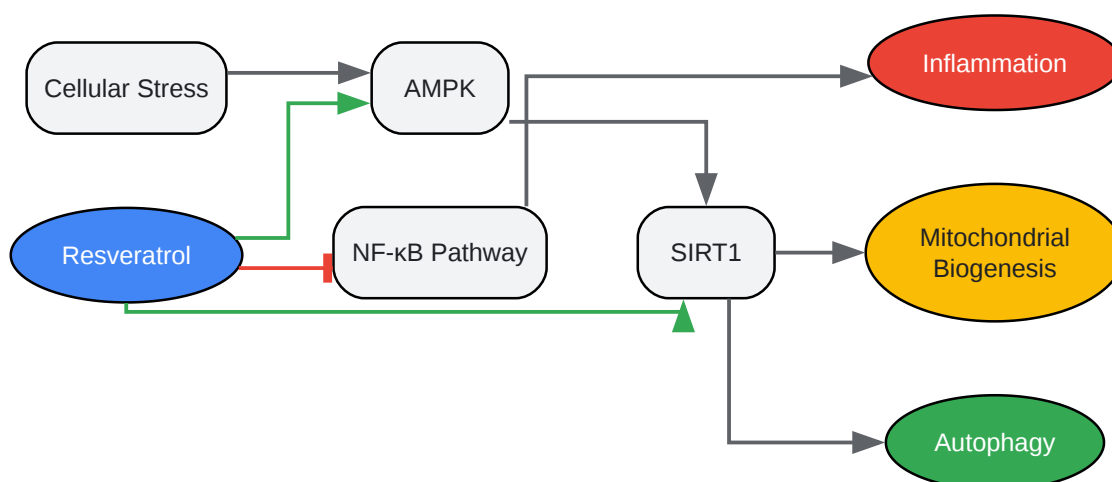 Cellular Stress
AMPK
Inflammation
Resveratrol
NF-κB Pathway
SIRT1
Mitochondrial
Biogenesis
Autophagy